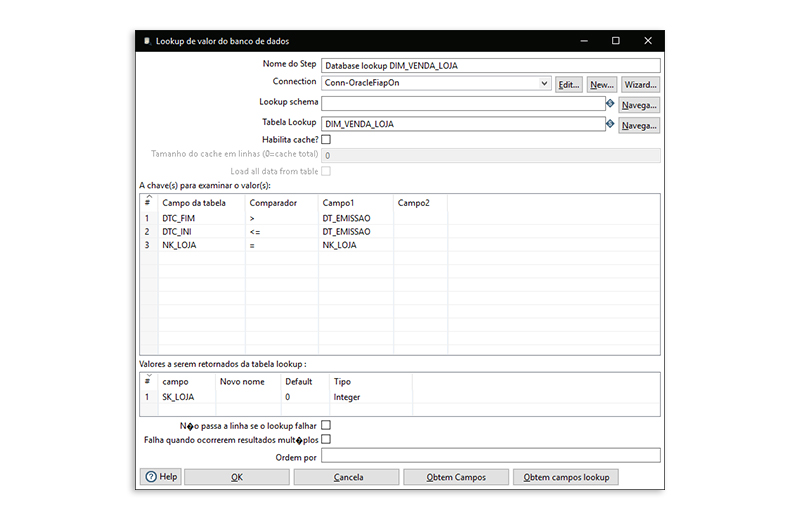 Lookup de valor do banco de dados
Nome do Step Database lookup DIM_VENDA_LOJA
Connection Conn-OracleFiapOn Edit... New... Wizard...
Lookup schema Navega...
Tabela Lookup DIM_VENDA_LOJA Navega...
Habilita cache?
Tamanho do cache em linhas (0=cache total) 0
Load all data from table
A chave(s) para examinar o valor(s):
# Campo da tabela Comparador Campo1 Campo2
1 DTC_FIM > DT_EMISSAO
2 DTC_INI <= DT_EMISSAO
3 NK_LOJA = NK_LOJA
Valores a serem retornados da tabela lookup :
# campo Novo nome Default Tipo
1 SK_LOJA 0 Integer
N�o passa a linha se o lookup falhar
Falha quando ocorrerem resultados mult�plos
Ordem por
Help OK Cancela Obtem Campos Obtem campos lookup